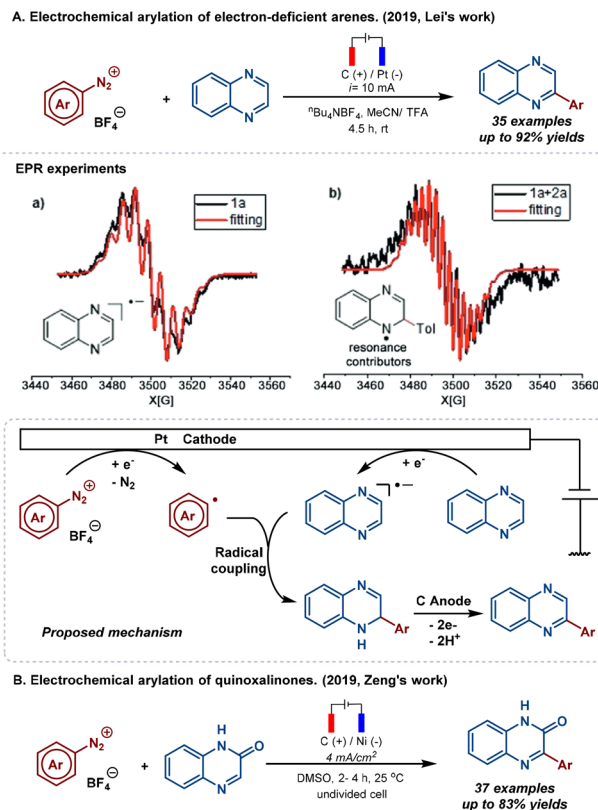 A. Electrochemical arylation of electron-deficient arenes. (2019, Lei's work)
Ar
N2 ⊕
BF4 ⊖
+
N
N
C (+) / Pt (-)
i= 10 mA
nBu4NBF4, MeCN/ TFA
4.5 h, rt
N
N
Ar
35 examples
up to 92% yields
EPR experiments
a)
1a
fitting
N
N
•−
3440 3460 3480 3500 3520 3540 3560
X[G]
b)
1a+2a
fitting
N
N
•
Tol
resonance
contributors
3440 3460 3480 3500 3520 3540 3560
X[G]
Pt Cathode
+ e-
- N2
+ e-
Ar
N2 ⊕
BF4 ⊖
Ar
•
N
N
•−
N
N
Radical
coupling
N
N
H
Ar
C Anode
- 2e-
- 2H+
N
N
Ar
Proposed mechanism
B. Electrochemical arylation of quinoxalinones. (2019, Zeng's work)
Ar
N2 ⊕
BF4 ⊖
+
H
N
O
N
C (+) / Ni (-)
4 mA/cm2
DMSO, 2- 4 h, 25 oC
undivided cell
H
N
O
N
Ar
37 examples
up to 83% yields